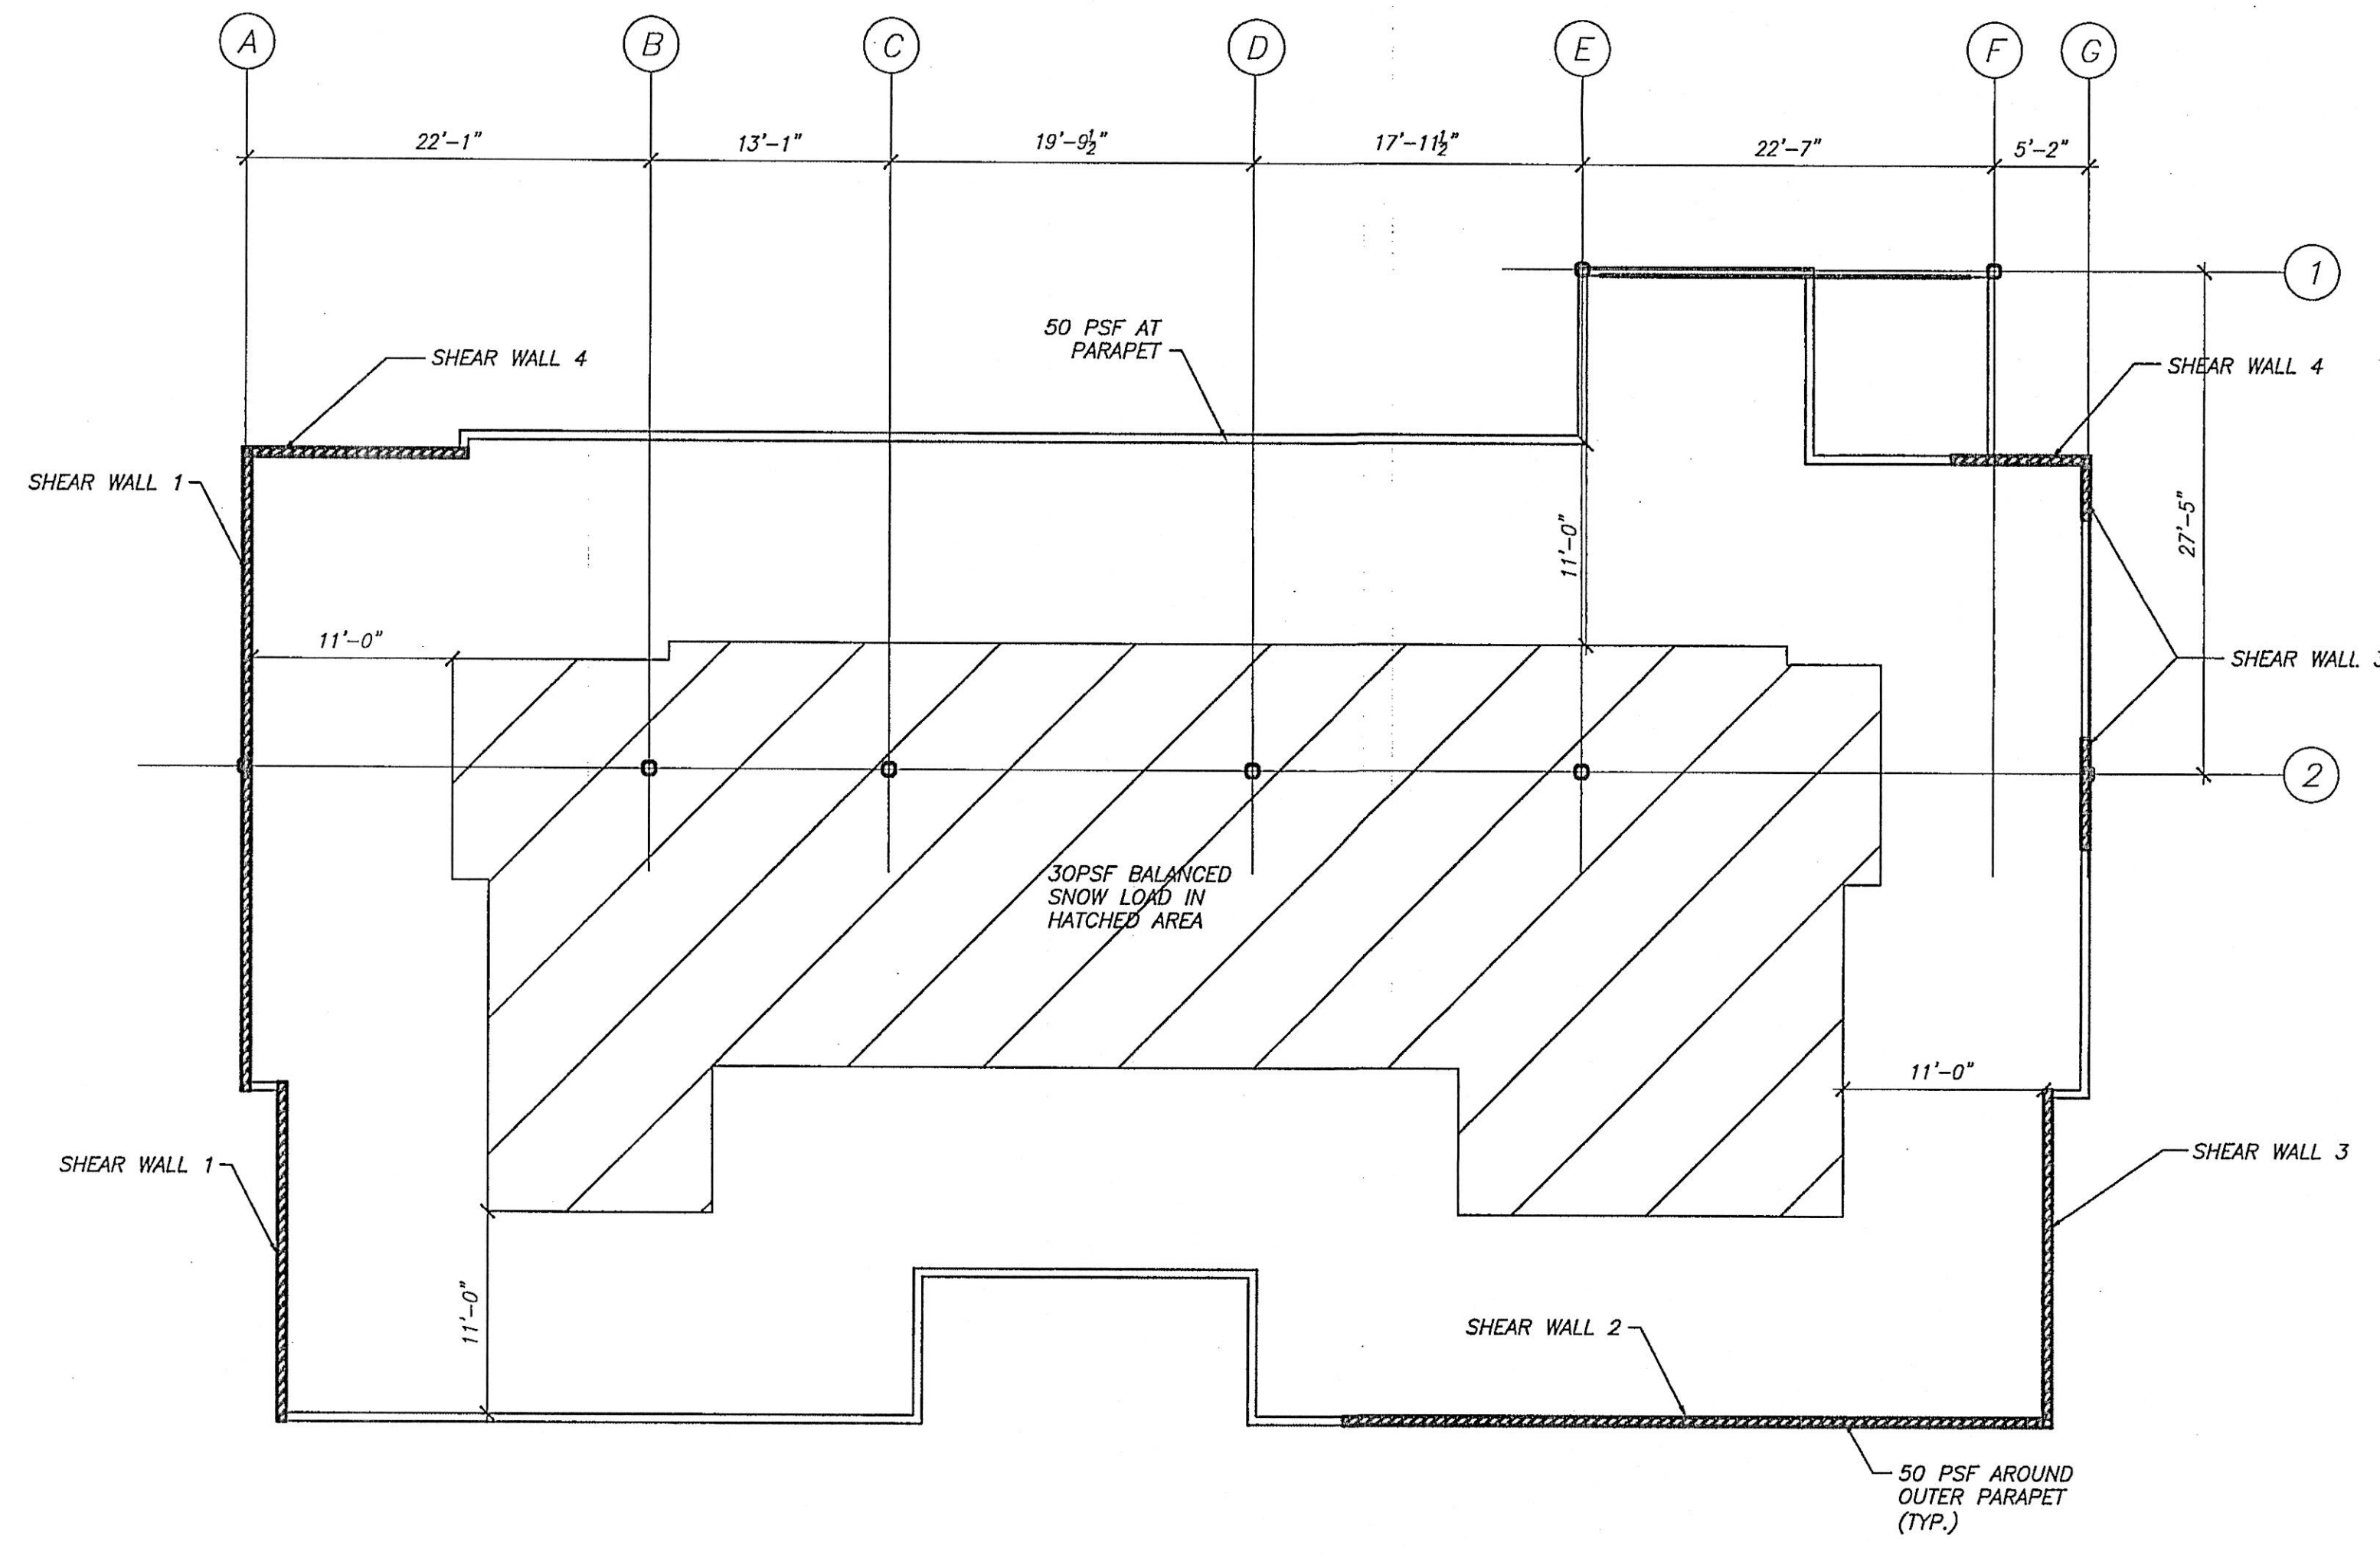 A B C D E F G
22'-1" 13'-1" 19'-9½" 17'-11½" 22'-7" 5'-2"
1
50 PSF AT
PARAPET
SHEAR WALL 4
SHEAR WALL 4
SHEAR WALL 1
11'-0"
27'-5"
11'-0"
SHEAR WALL 3
2
30PSF BALANCED
SNOW LOAD IN
HATCHED AREA
11'-0"
SHEAR WALL 1
SHEAR WALL 3
11'-0"
SHEAR WALL 2
50 PSF AROUND
OUTER PARAPET
(TYP.)